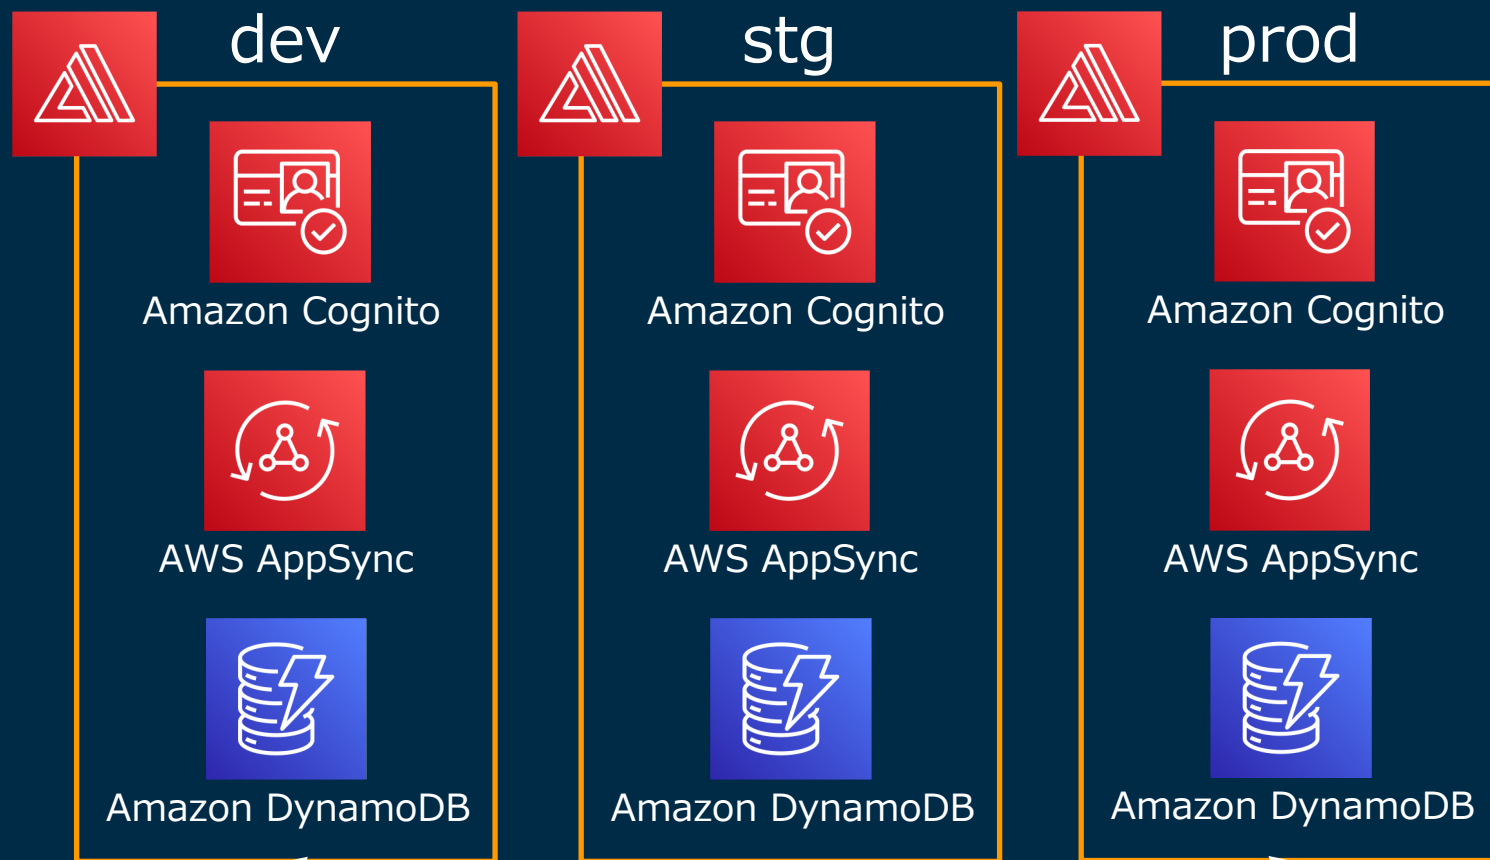 dev
Amazon Cognito
AWS AppSync
Amazon DynamoDB
stg
Amazon Cognito
AWS AppSync
Amazon DynamoDB
prod
Amazon Cognito
AWS AppSync
Amazon DynamoDB